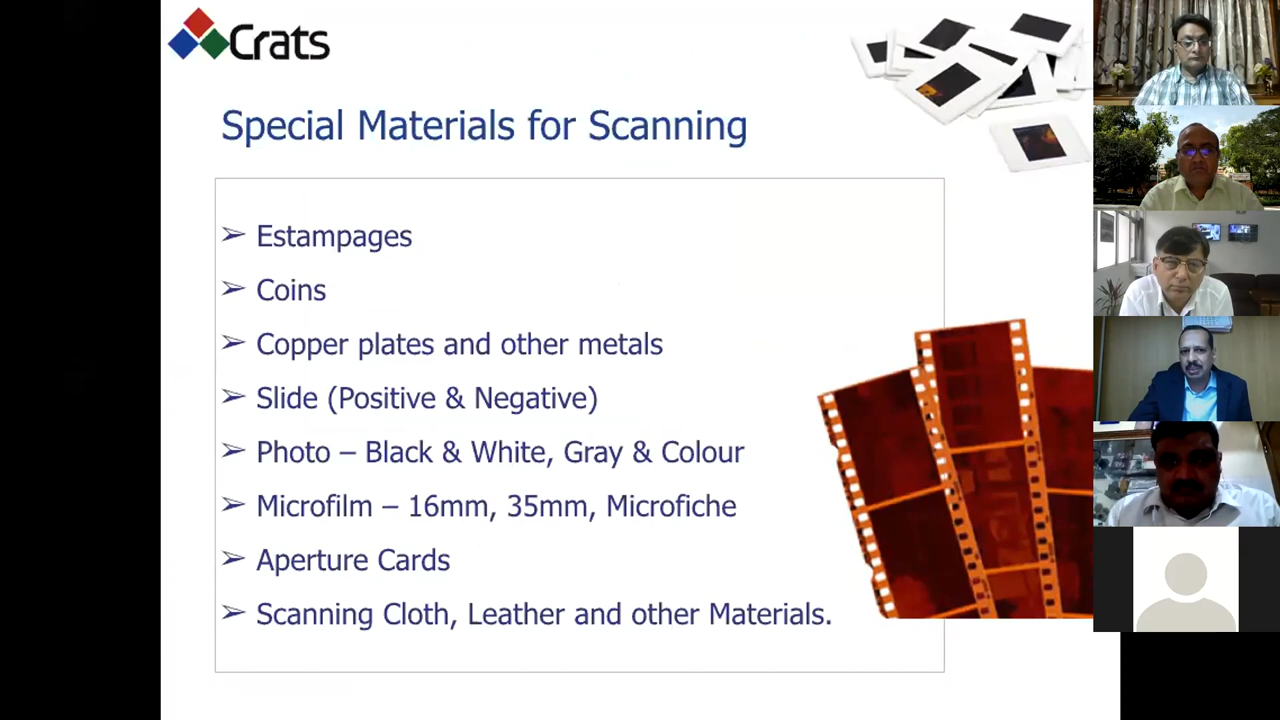 Crats
Special Materials for Scanning
➢ Estampages
➢ Coins
➢ Copper plates and other metals
➢ Slide (Positive & Negative)
➢ Photo – Black & White, Gray & Colour
➢ Microfilm – 16mm, 35mm, Microfiche
➢ Aperture Cards
➢ Scanning Cloth, Leather and other Materials.